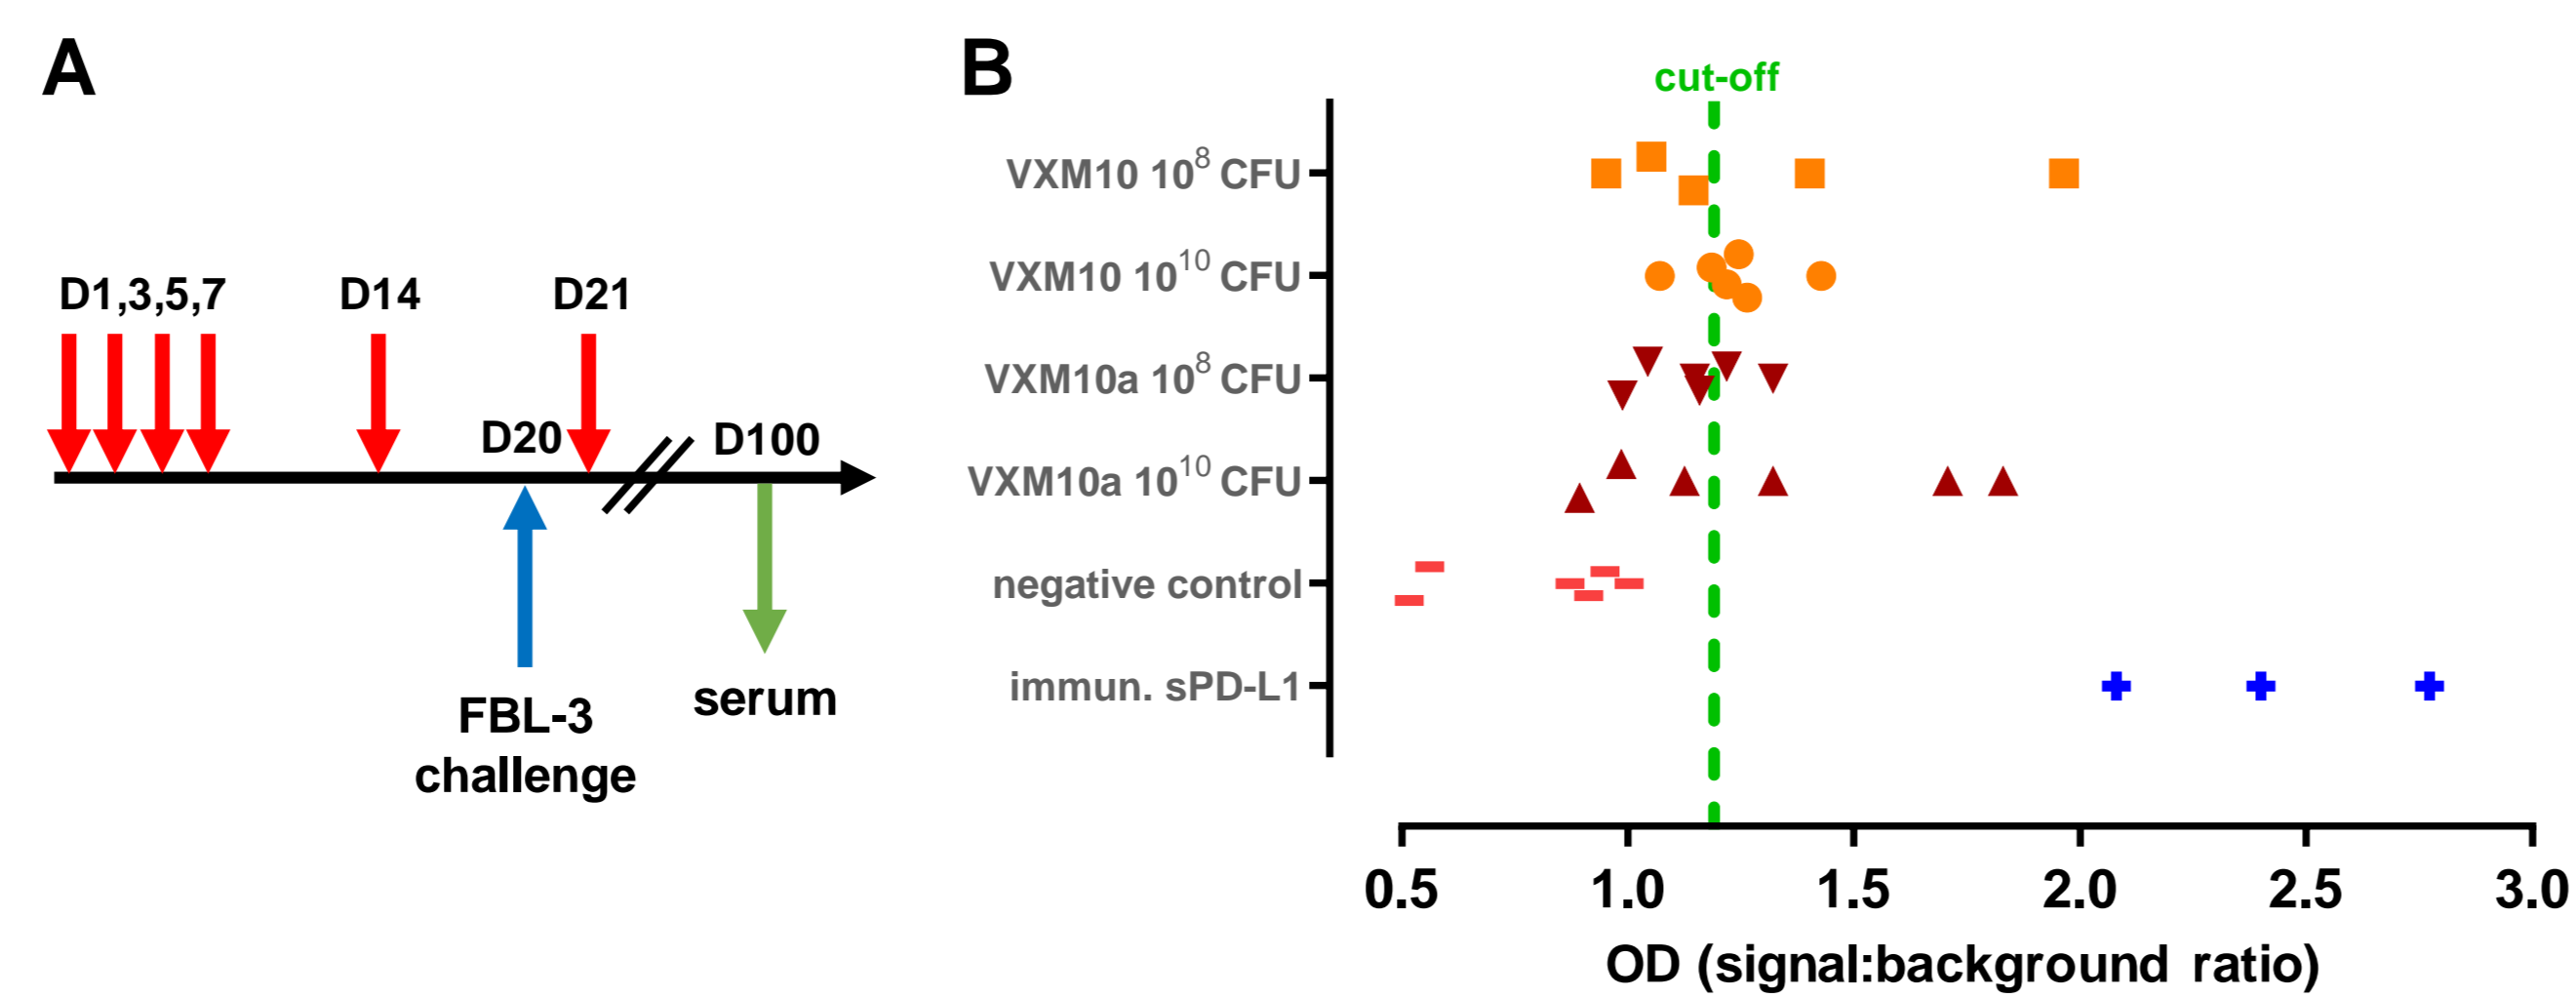 A
D1,3,5,7
D14
D21
D20
D100
FBL-3
challenge
serum
B
cut-off
VXM10 10⁸ CFU
VXM10 10¹⁰ CFU
VXM10a 10⁸ CFU
VXM10a 10¹⁰ CFU
negative control
immun. sPD-L1
0.5 1.0 1.5 2.0 2.5 3.0
OD (signal:background ratio)